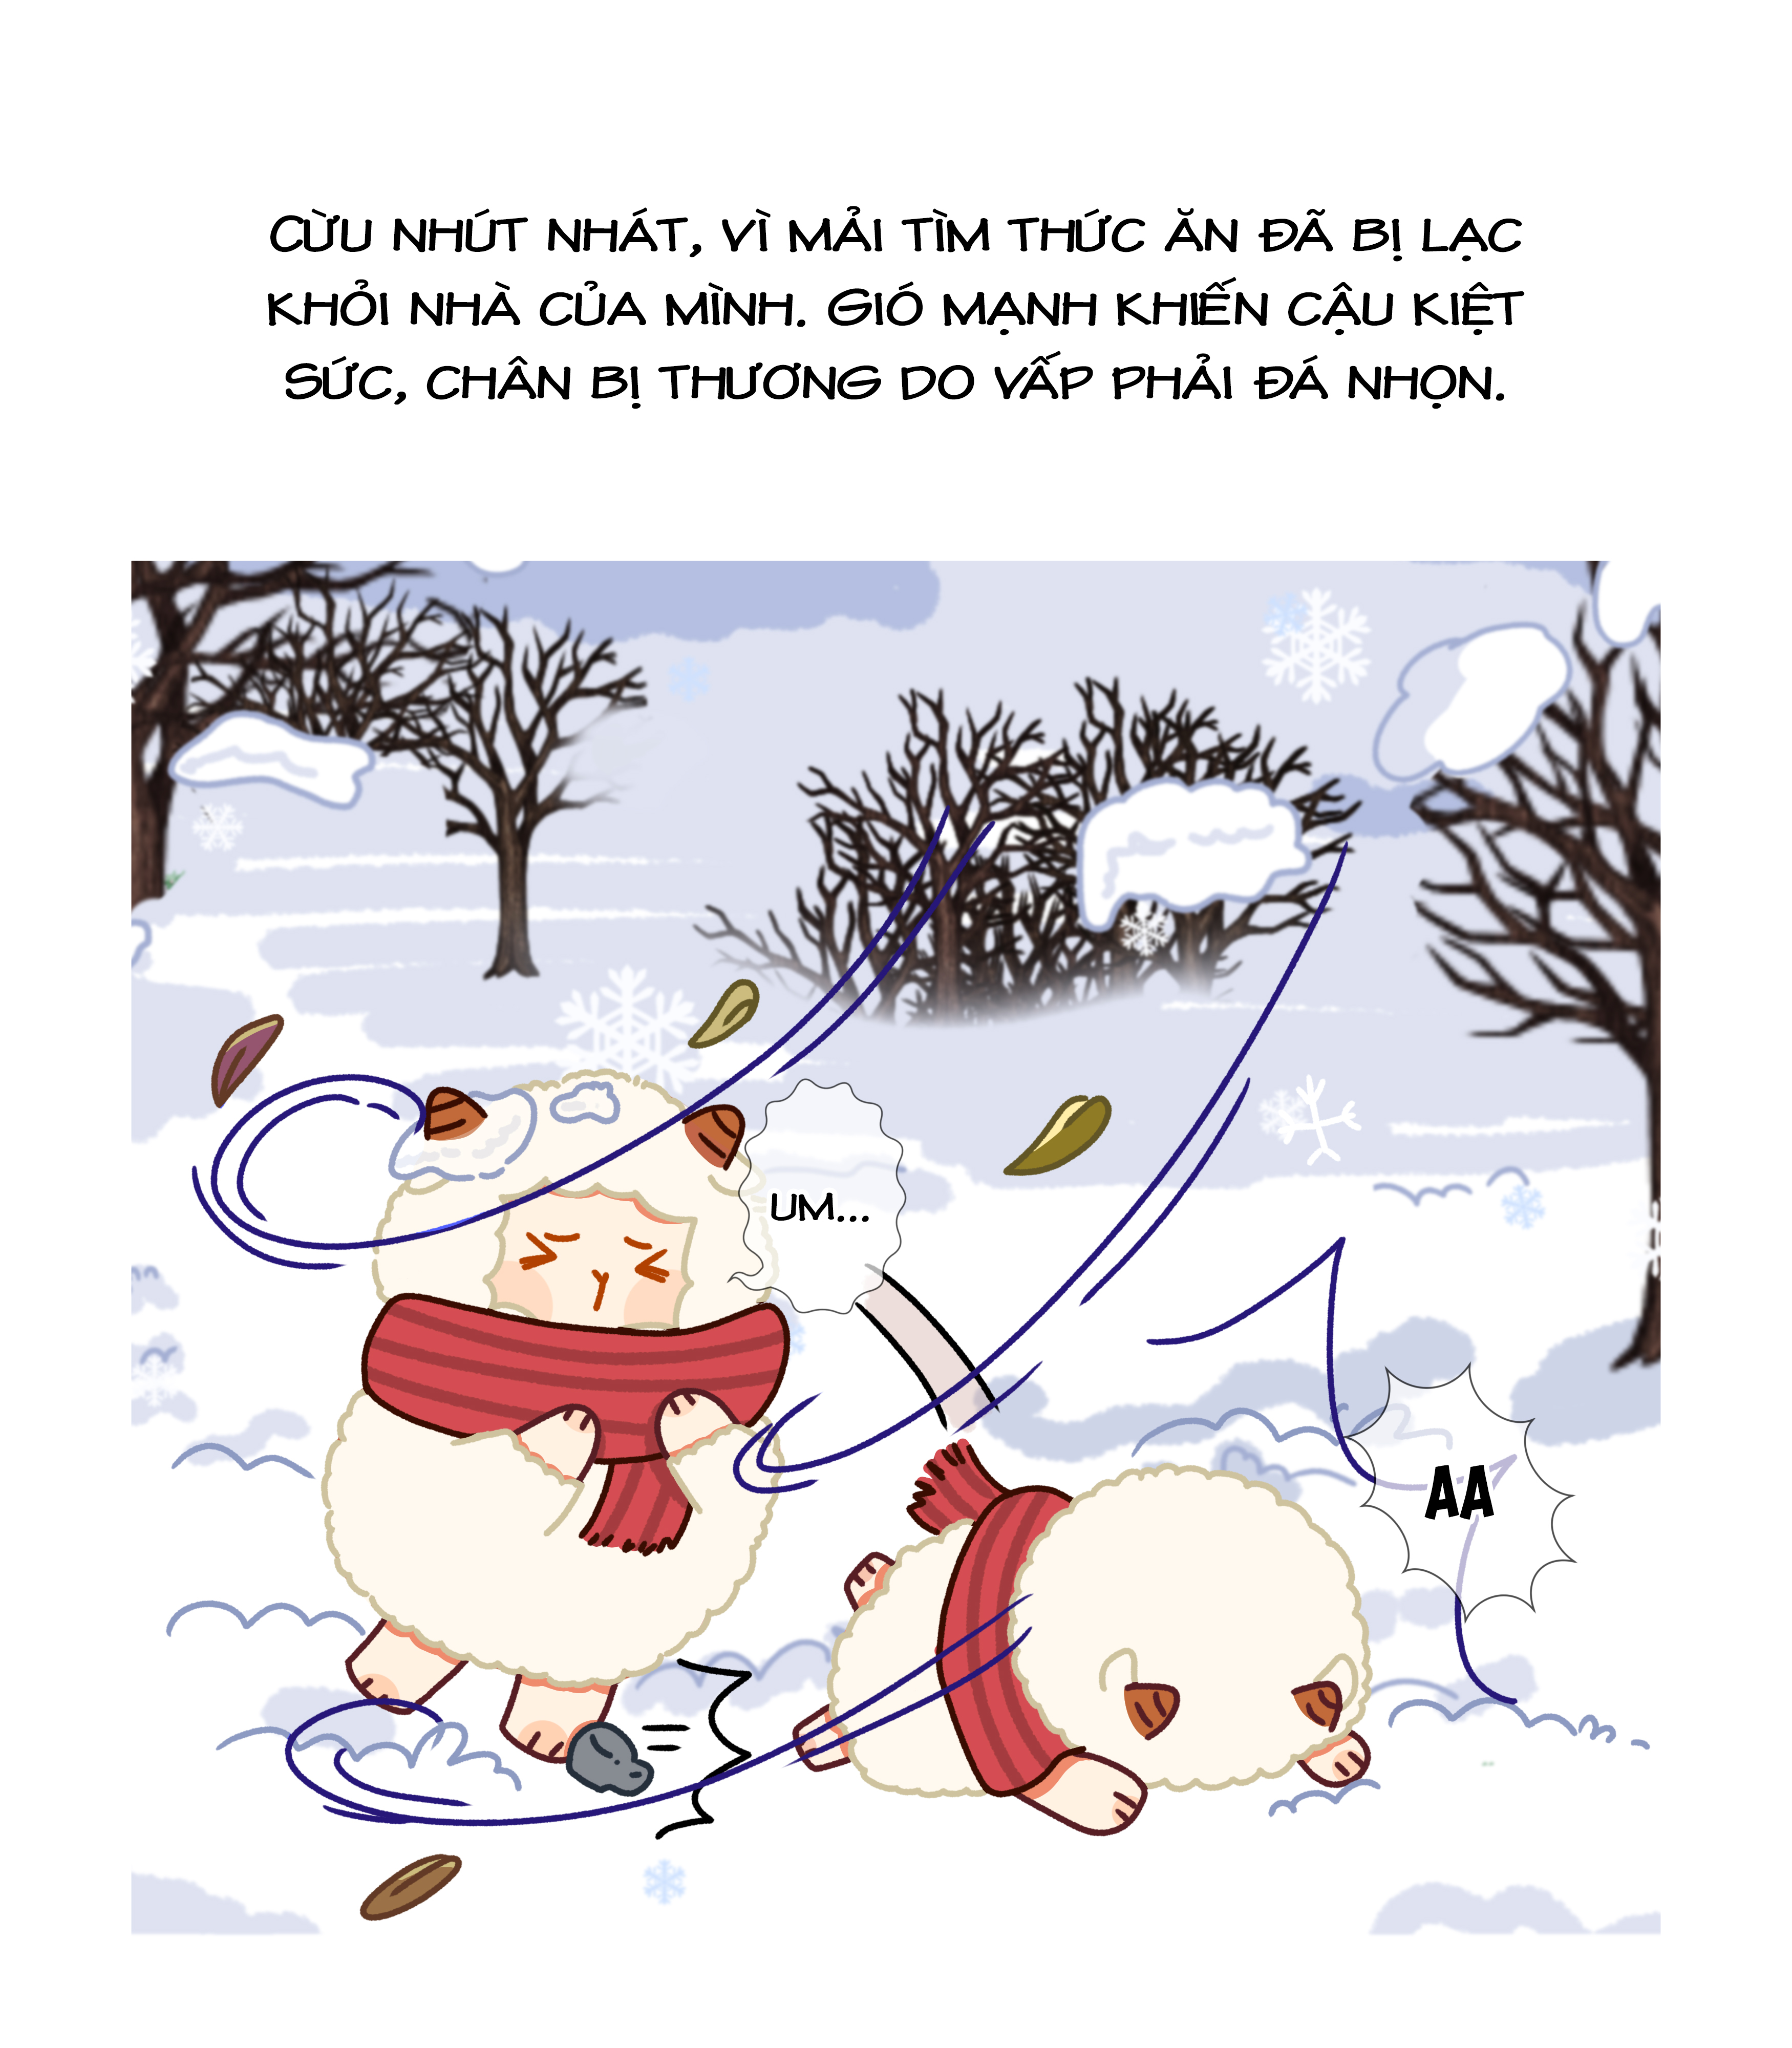 CỪU NHÚT NHÁT, VÌ MẢI TÌM THỨC ĂN ĐÃ BỊ LẠC
KHỎI NHÀ CỦA MÌNH. GIÓ MẠNH KHIẾN CẬU KIỆT
SỨC, CHÂN BỊ THƯƠNG DO VẤP PHẢI ĐÁ NHỌN.
UM...
AA